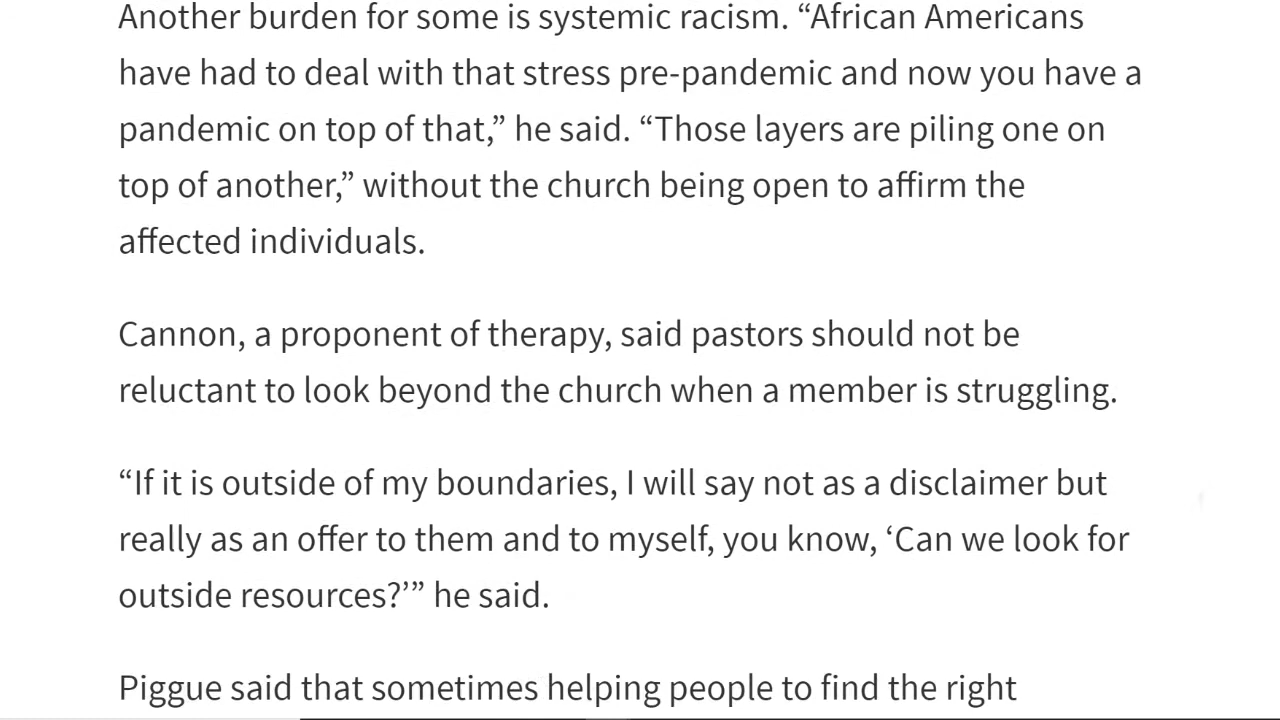 Another burden for some is systemic racism. “African Americans
have had to deal with that stress pre-pandemic and now you have a
pandemic on top of that,” he said. “Those layers are piling one on
top of another,” without the church being open to affirm the
affected individuals.
Cannon, a proponent of therapy, said pastors should not be
reluctant to look beyond the church when a member is struggling.
“If it is outside of my boundaries, I will say not as a disclaimer but
really as an offer to them and to myself, you know, ‘Can we look for
outside resources?’” he said.
Piggue said that sometimes helping people to find the right